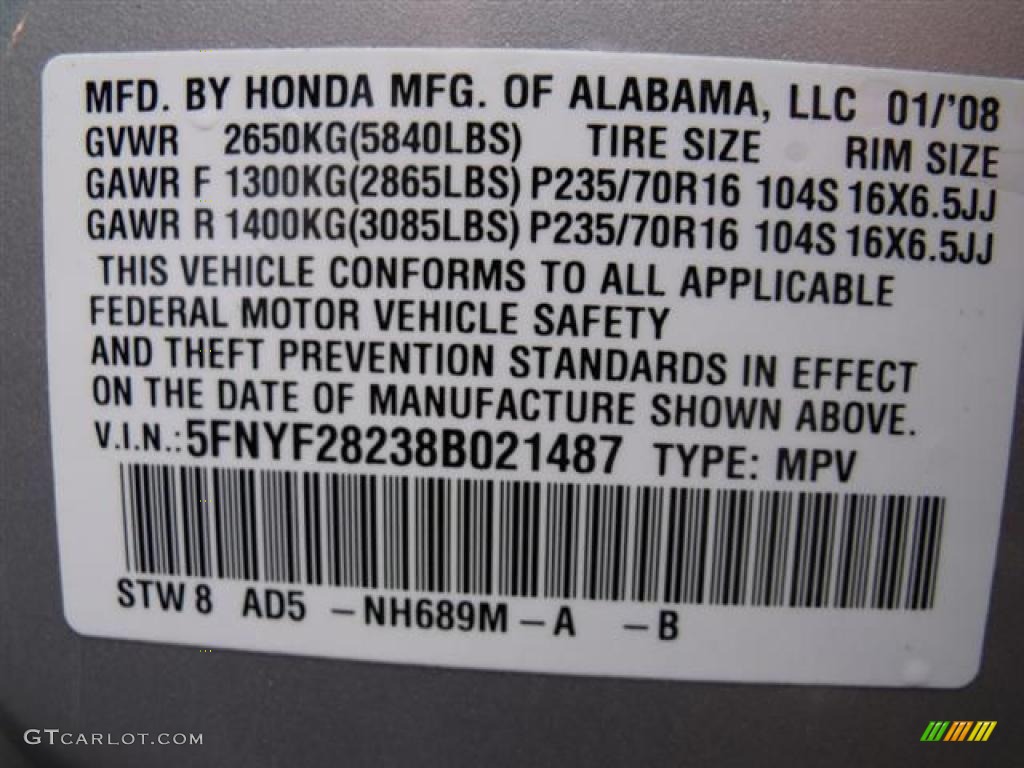 MFD. BY HONDA MFG. OF ALABAMA, LLC 01/'08
GVWR 2650KG(5840LBS) TIRE SIZE RIM SIZE
GAWR F 1300KG(2865LBS) P235/70R16 104S 16X6.5JJ
GAWR R 1400KG(3085LBS) P235/70R16 104S 16X6.5JJ
THIS VEHICLE CONFORMS TO ALL APPLICABLE
FEDERAL MOTOR VEHICLE SAFETY
AND THEFT PREVENTION STANDARDS IN EFFECT
ON THE DATE OF MANUFACTURE SHOWN ABOVE.
V.I.N.: 5FNYF28238B021487 TYPE: MPV
STW8 AD5 –NH689M–A –B
GTCARLOT.COM